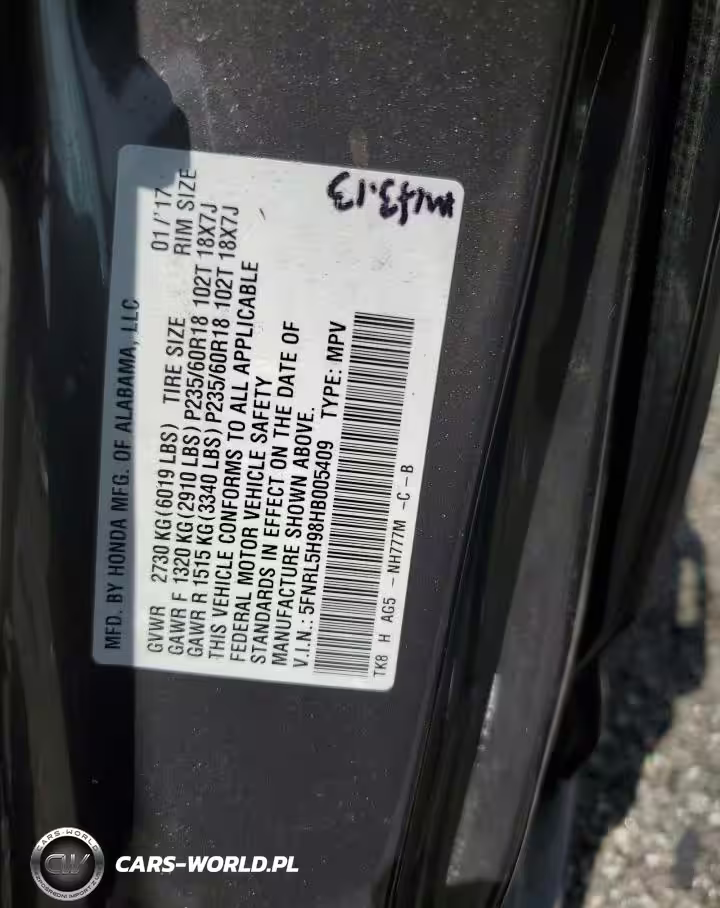 MFD. BY HONDA MFG. OF ALABAMA, LLC 01/'17
GVWR 2730 KG(6019 LBS) TIRE SIZE RIM SIZE
GAWR F 1320 KG(2910 LBS) P235/60R18 102T 18X7J
GAWR R 1515 KG(3340 LBS) P235/60R18 102T 18X7J
THIS VEHICLE CONFORMS TO ALL APPLICABLE
FEDERAL MOTOR VEHICLE SAFETY
STANDARDS IN EFFECT ON THE DATE OF
MANUFACTURE SHOWN ABOVE.
V.I.N.: 5FNRL5H98HB005409 TYPE: MPV
TK8 H AG5 -NH777M -C -B
CARS-WORLD
CW
CARS-WORLD.PL